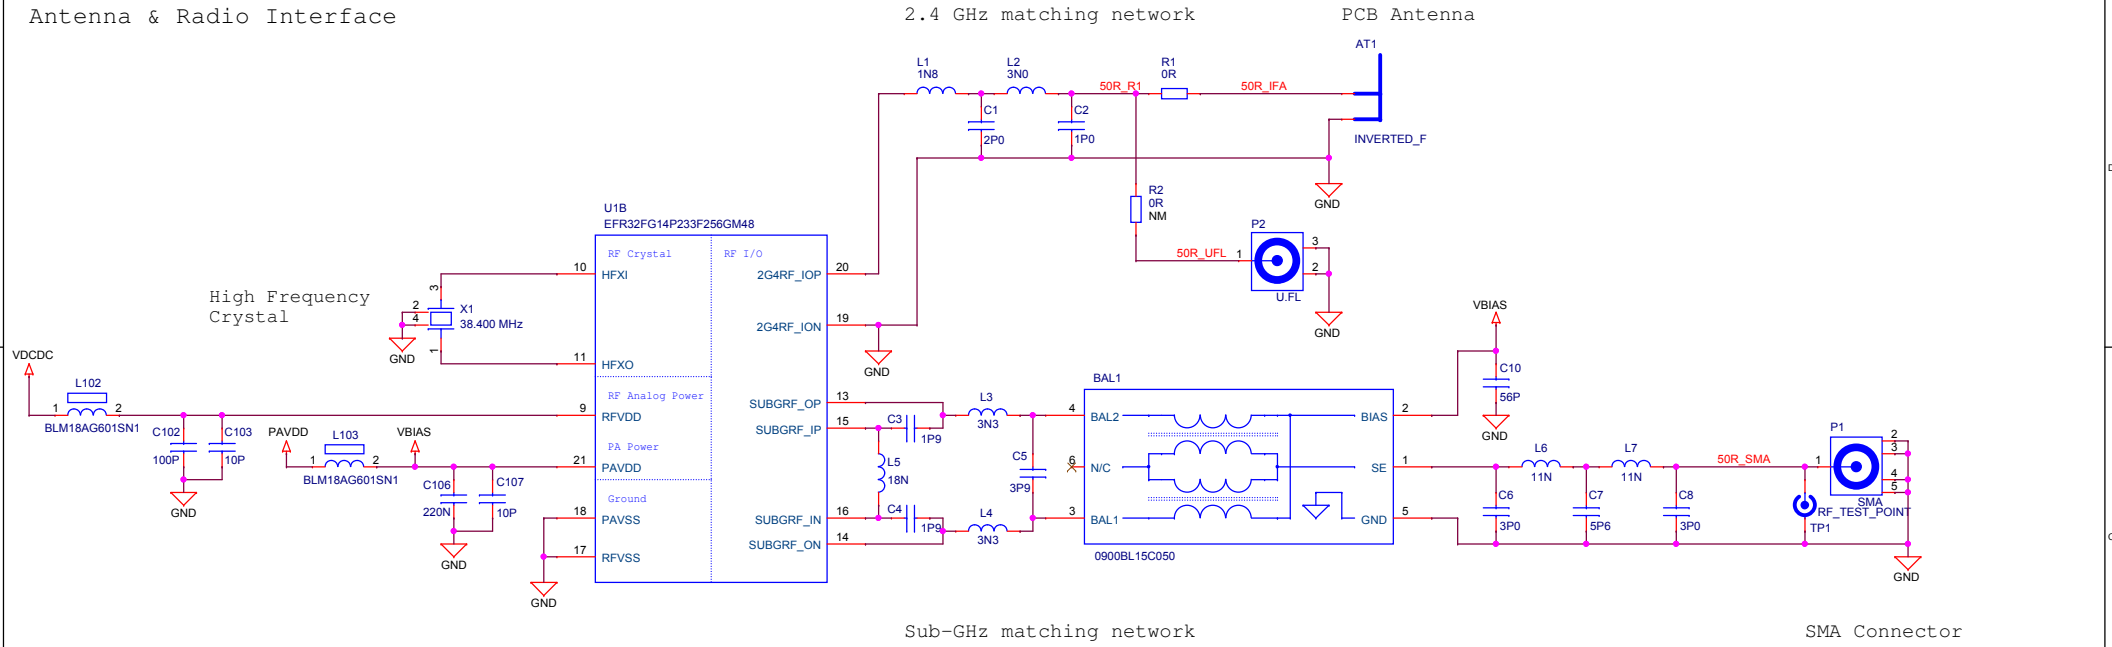 Antenna & Radio Interface
2.4 GHz matching network
PCB Antenna
AT1
INVERTED_F
L1
1N8
L2
3N0
R1
0R
50R_R1
50R_IFA
C1
2P0
C2
1P0
GND
R2
0R
NM
50R_UFL
P2
1
3
2
U.FL
GND
U1B
EFR32FG14P233F256GM48
RF Crystal
RF I/O
10
HFXI
2G4RF_IOP
20
2G4RF_ION
19
GND
11
HFXO
High Frequency
Crystal
3
2
4
1
X1
38.400 MHz
GND
VDCDC
L102
1
2
BLM18AG601SN1
C102
100P
C103
10P
GND
RF Analog Power
9
RFVDD
PA Power
21
PAVDD
PAVDD
L103
1
2
BLM18AG601SN1
VBIAS
C106
220N
C107
10P
GND
Ground
18
PAVSS
17
RFVSS
GND
SUBGRF_OP
13
SUBGRF_IP
15
SUBGRF_IN
16
SUBGRF_ON
14
C3
1P9
L5
18N
C4
1P9
L3
3N3
L4
3N3
C5
3P9
BAL1
4
BAL2
6
N/C
3
BAL1
BIAS
2
SE
1
GND
5
0900BL15C050
VBIAS
C10
56P
GND
L6
11N
L7
11N
50R_SMA
C6
3P0
C7
5P6
C8
3P0
P1
1
2
3
4
5
SMA
RF_TEST_POINT
TP1
GND
Sub-GHz matching network
SMA Connector